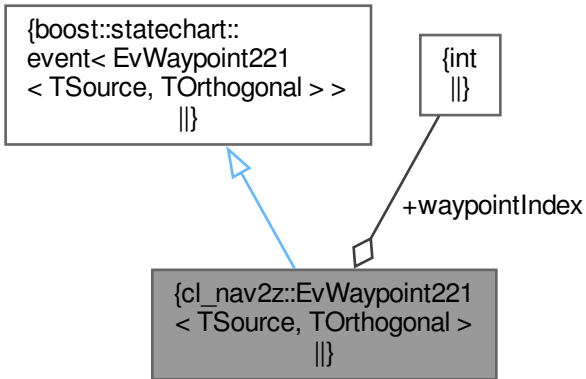 {boost::statechart::
event< EvWaypoint221
< TSource, TOrthogonal > >
||}
{int
||}
+waypointIndex
{cl_nav2z::EvWaypoint221
< TSource, TOrthogonal >
||}